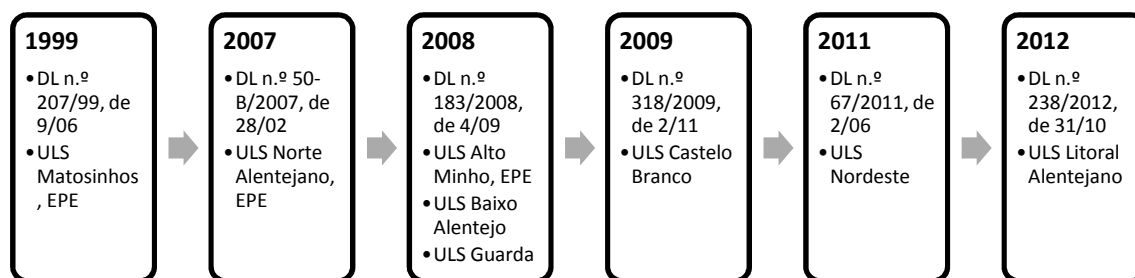 1999
•DL n.º
207/99, de
9/06
•ULS
Matosinhos
, EPE
2007
•DL n.º 50-
B/2007, de
28/02
•ULS Norte
Alentejano,
EPE
2008
•DL n.º
183/2008,
de 4/09
•ULS Alto
Minho, EPE
•ULS Baixo
Alentejo
•ULS Guarda
2009
•DL n.º
318/2009,
de 2/11
•ULS Castelo
Branco
2011
•DL n.º
67/2011, de
2/06
•ULS
Nordeste
2012
•DL n.º
238/2012,
de 31/10
•ULS Litoral
Alentejano